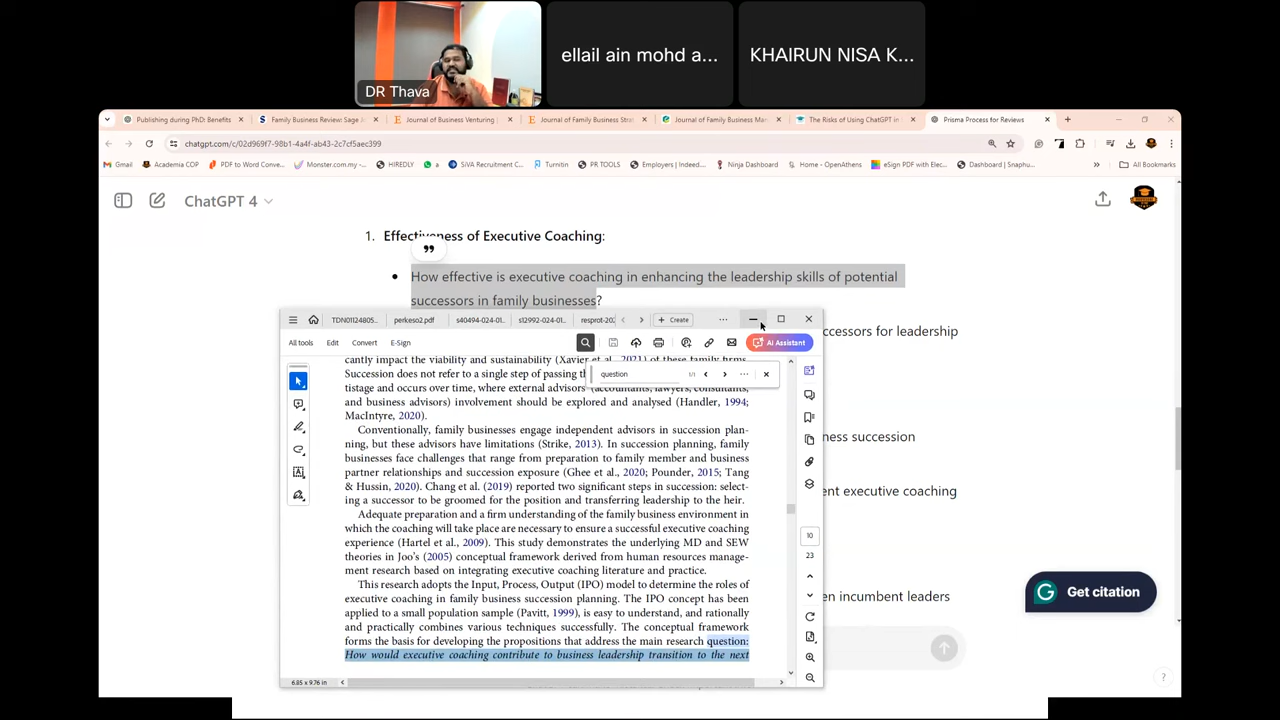 ellail ain mohd a...
KHAIRUN NISA K...
DR Thava
Publishing during PhD: Benefits
Family Business Review: Sage J
Journal of Business Venturing
Journal of Family Business Stra
Journal of Family Business Ma
The Risks of Using ChatGPT in
Prisma Process for Reviews
chatgpt.com/c/02d969f7-98b1-4a4f-ab43-2c7cf5aec399
Gmail
Academia COP
PDF to Word Conve...
Monster.com.my -...
HIREDLY
a
SiVA Recruitment C...
Turnitin
PR TOOLS
Employers | Indeed...
Ninja Dashboard
Home - OpenAthens
eSign PDF with Elec...
Dashboard | Snaphu...
All Bookmarks
ChatGPT 4
1. Effectiveness of Executive Coaching:
How effective is executive coaching in enhancing the leadership skills of potential
successors in family businesses?
TDN01124805...
perkeso2.pdf
s40494-024-01...
s12992-024-01...
resprot-202
Create
ccessors for leadership
All tools
Edit
Convert
E-Sign
AI Assistant
cantly impact the viability and sustainability (Xavier et al., 2021) of these family firms.
Succession does not refer to a single step of passing th
question
1/1
tistage and occurs over time, where external advisors (accountants, lawyers, consultants,
and business advisors) involvement should be explored and analysed (Handler, 1994;
MacIntyre, 2020).
Conventionally, family businesses engage independent advisors in succession plan-
ning, but these advisors have limitations (Strike, 2013). In succession planning, family
ness succession
businesses face challenges that range from preparation to family member and business
partner relationships and succession exposure (Ghee et al., 2020; Pounder, 2015; Tang
& Hussin, 2020). Chang et al. (2019) reported two significant steps in succession: select-
ent executive coaching
ing a successor to be groomed for the position and transferring leadership to the heir.
Adequate preparation and a firm understanding of the family business environment in
which the coaching will take place are necessary to ensure a successful executive coaching
10
experience (Hartel et al., 2009). This study demonstrates the underlying MD and SEW
23
theories in Joo's (2005) conceptual framework derived from human resources manage-
ment research based on integrating executive coaching literature and practice.
This research adopts the Input, Process, Output (IPO) model to determine the roles of
en incumbent leaders
Get citation
executive coaching in family business succession planning. The IPO concept has been
applied to a small population sample (Pavitt, 1999), is easy to understand, and rationally
and practically combines various techniques successfully. The conceptual framework
forms the basis for developing the propositions that address the main research question:
How would executive coaching contribute to business leadership transition to the next
6.85 x 9.76 in